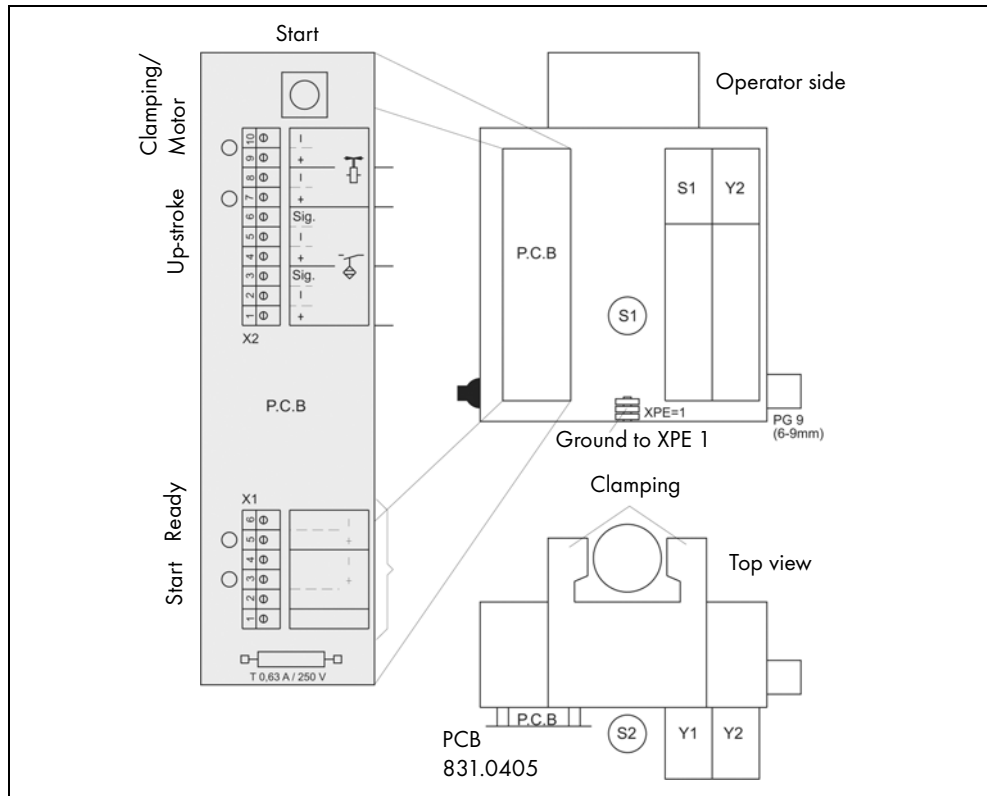 Start
Clamping/
Motor
Up-stroke
10 I
9 +
8 I
7 +
6 Sig.
5 I
4 +
3 Sig.
2 I
1 +
X2
P.C.B
Ready
Start
X1
6 I
5 +
4 I
3 +
2
1
T 0,63 A / 250 V
Operator side
S1
Y2
P.C.B
S1
XPE=1
PG 9
(6-9mm)
Ground to XPE 1
Clamping
Top view
P.C.B
S2
Y1
Y2
PCB
831.0405